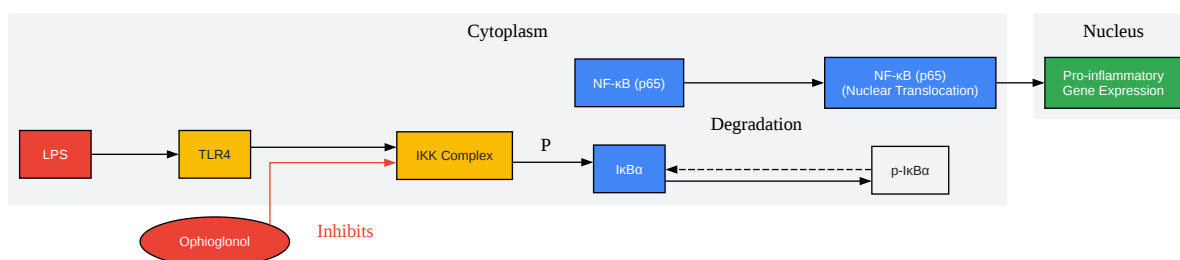 Cytoplasm
Nucleus
NF-κB (p65)
NF-κB (p65)
(Nuclear Translocation)
Pro-inflammatory
Gene Expression
Degradation
LPS
TLR4
IKK Complex
P
IκBα
p-IκBα
Ophioglonol
Inhibits